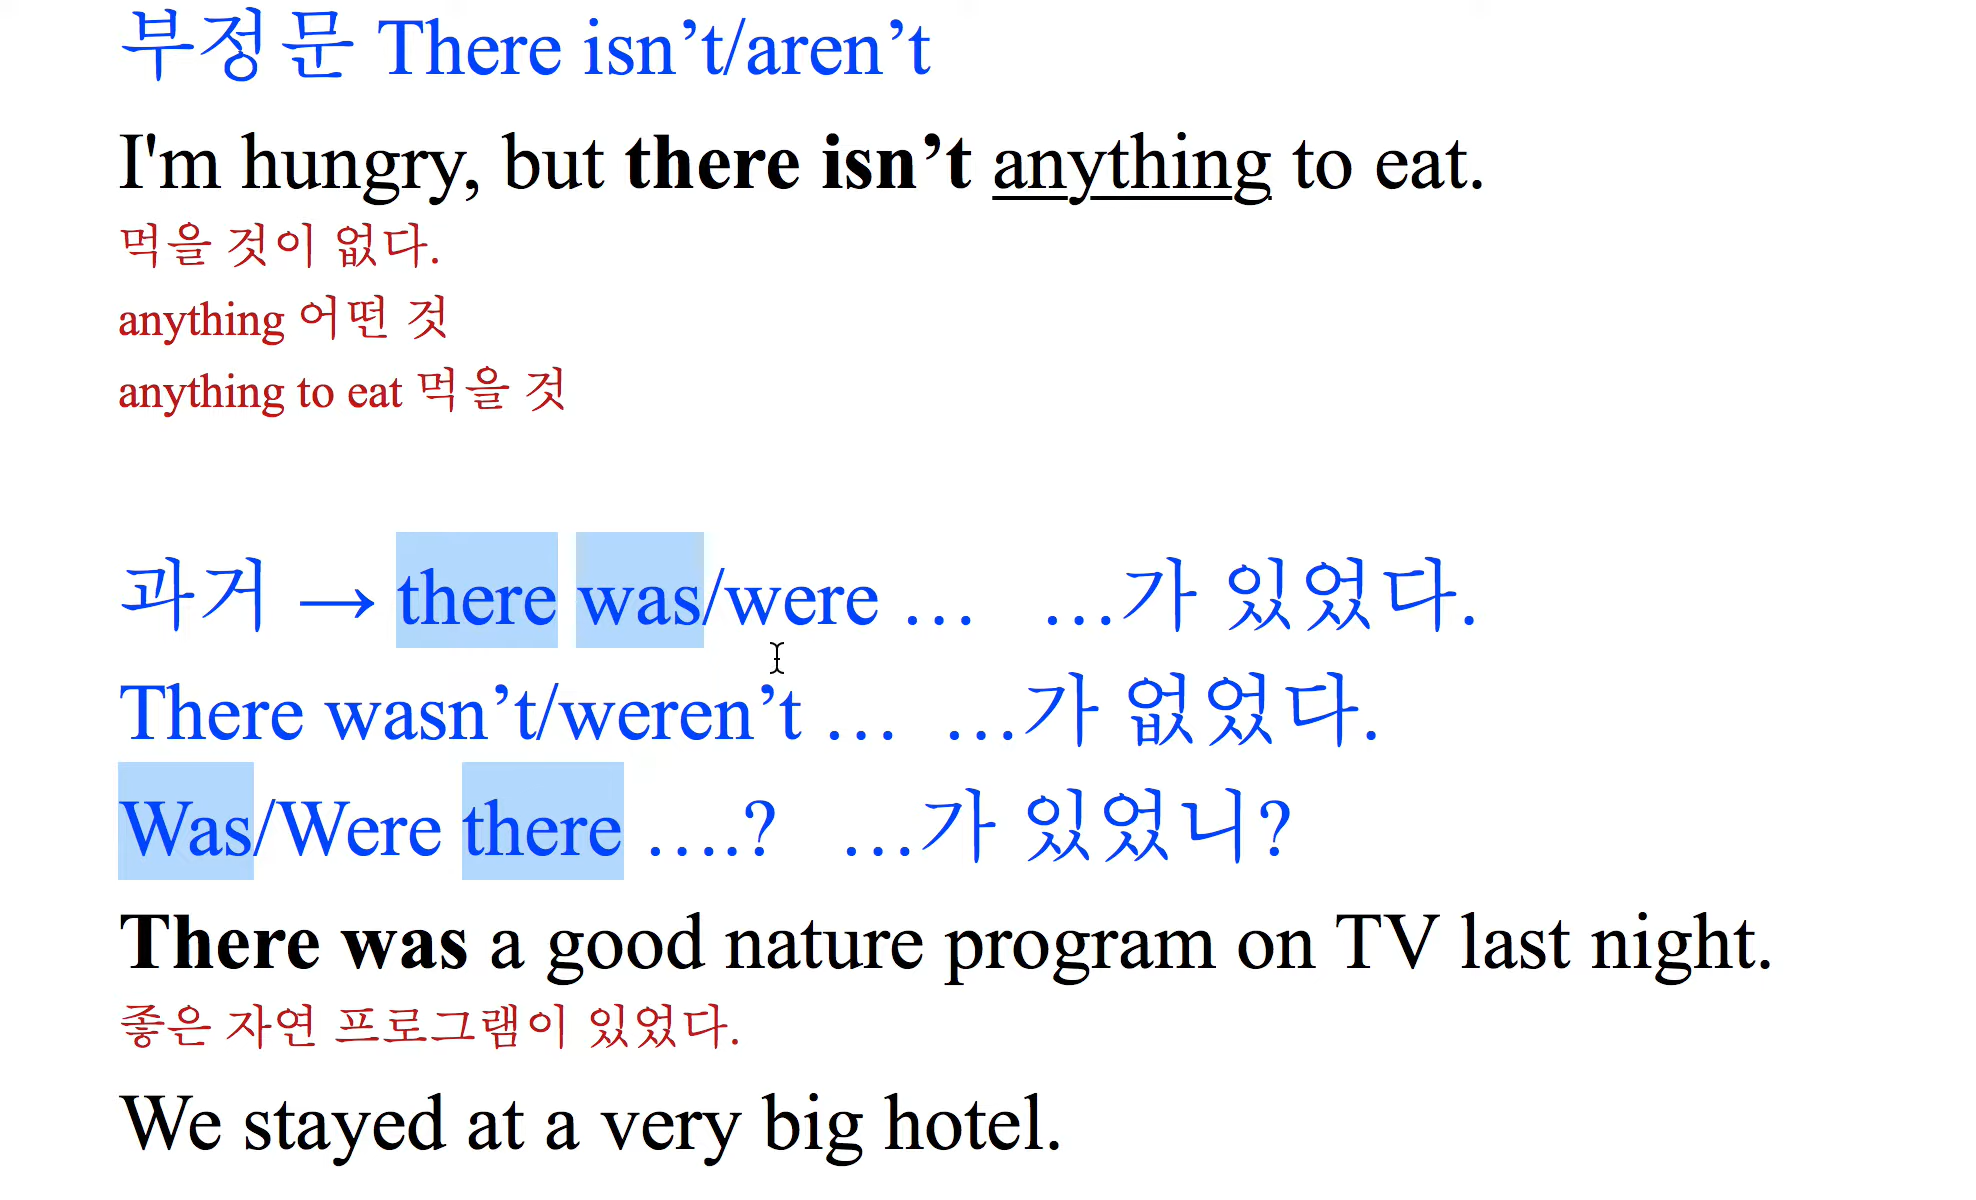 부정문 There isn’t/aren’t
I'm hungry, but there isn’t anything to eat.
먹을 것이 없다.
anything 어떤 것
anything to eat 먹을 것
과거 → there was/were … …가 있었다.
There wasn’t/weren’t … …가 없었다.
Was/Were there ….? …가 있었니?
There was a good nature program on TV last night.
좋은 자연 프로그램이 있었다.
We stayed at a very big hotel.